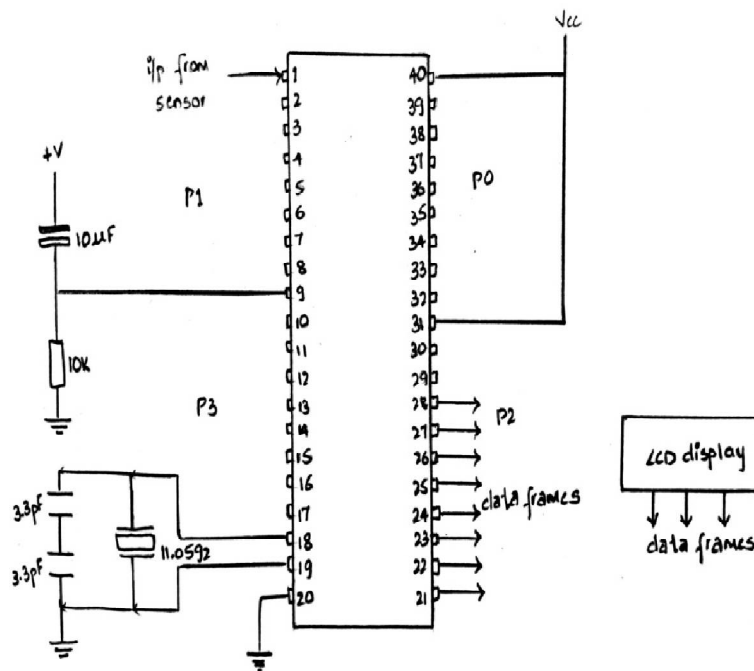 Vcc
i/p from
sensor
+V
10µF
10K
P1
P3
3.3pF
3.3pF
11.0592
1
2
3
4
5
6
7
8
9
10
11
12
13
14
15
16
17
18
19
20
40
39
38
37
36
35
34
33
32
31
30
29
28
27
26
25
24
23
22
21
P0
P2
data frames
LCD display
data frames